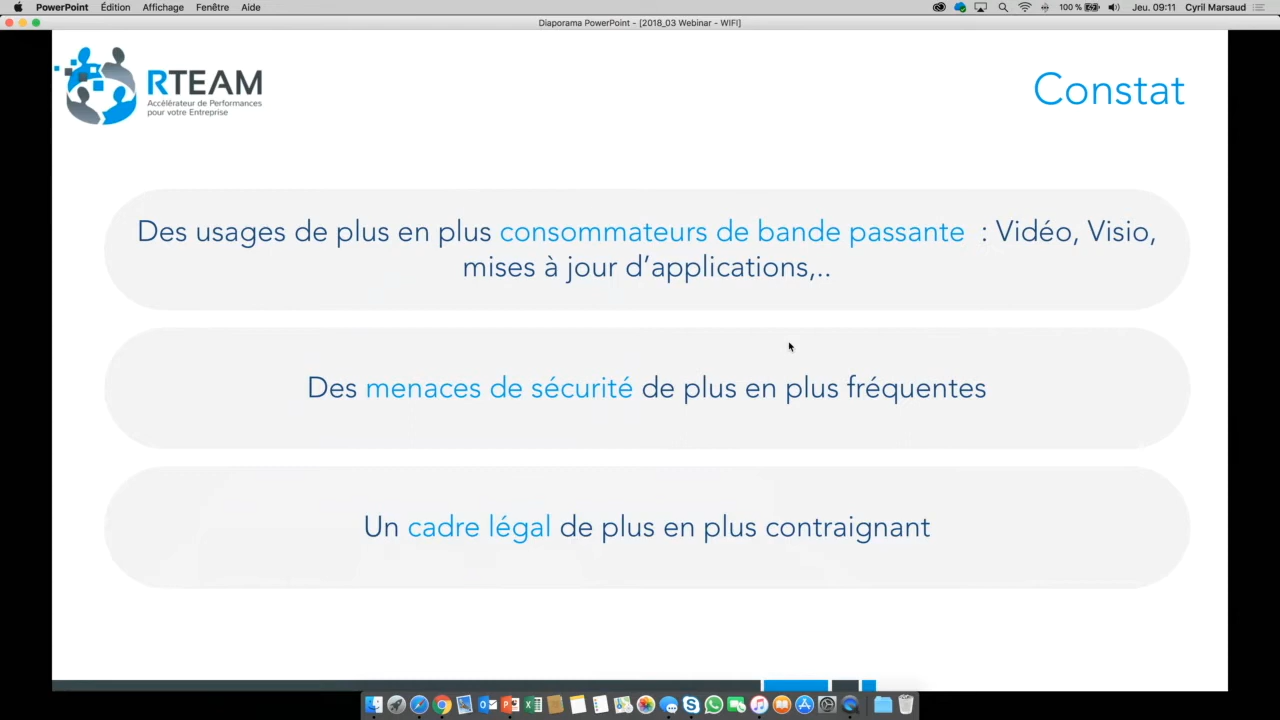 PowerPoint Édition Affichage Fenêtre Aide 100 % Jeu. 09:11 Cyril Marsaud
Diaporama PowerPoint - [2018_03 Webinar - WIFI]
RTEAM
Accélérateur de Performances
pour votre Entreprise
Constat
Des usages de plus en plus consommateurs de bande passante : Vidéo, Visio,
mises à jour d’applications,..
Des menaces de sécurité de plus en plus fréquentes
Un cadre légal de plus en plus contraignant